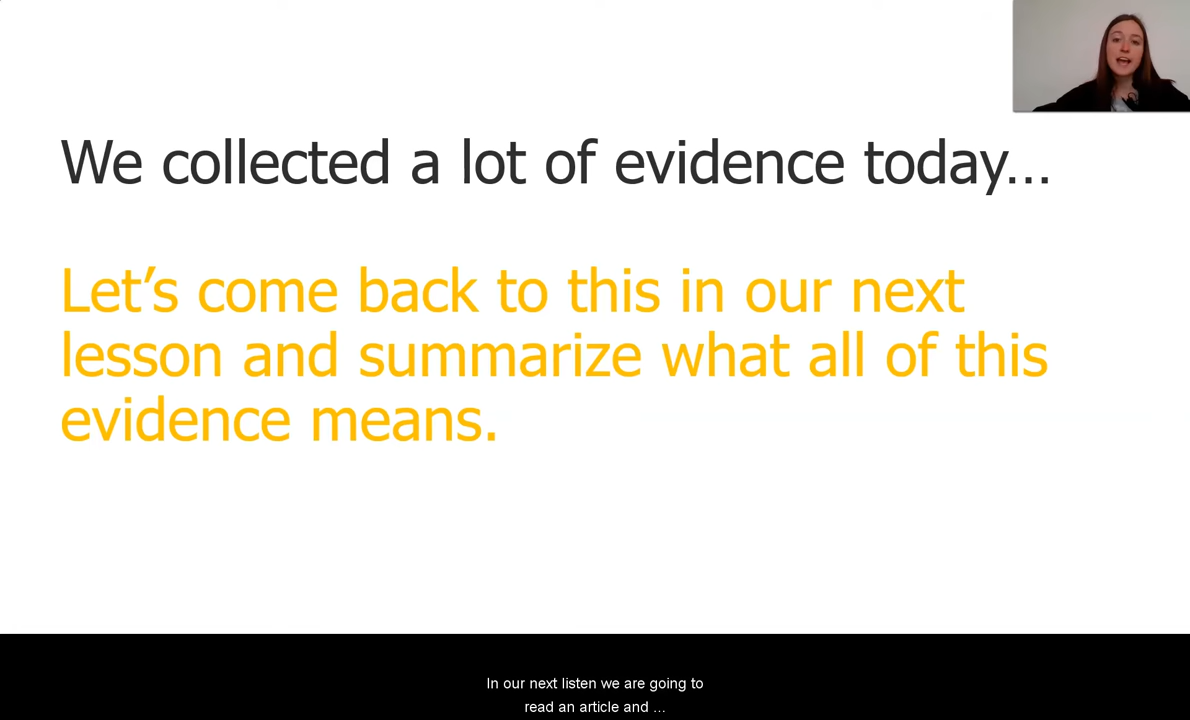 We collected a lot of evidence today…
Let’s come back to this in our next
lesson and summarize what all of this
evidence means.
In our next listen we are going to
read an article and ...